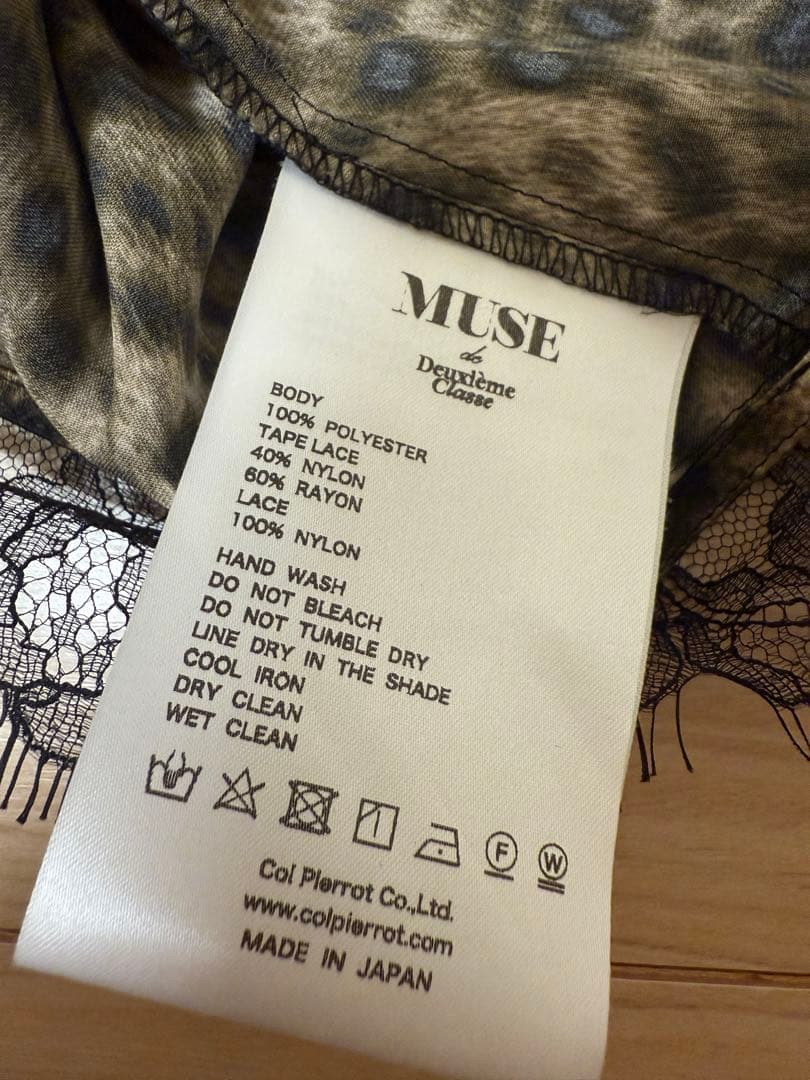 MUSE
de
Deuxième
Classe
BODY
100% POLYESTER
TAPE LACE
40% NYLON
60% RAYON
LACE
100% NYLON
HAND WASH
DO NOT BLEACH
DO NOT TUMBLE DRY
LINE DRY IN THE SHADE
COOL IRON
DRY CLEAN
WET CLEAN
F W
Col Pierrot Co.,Ltd.
www.colpierrot.com
MADE IN JAPAN